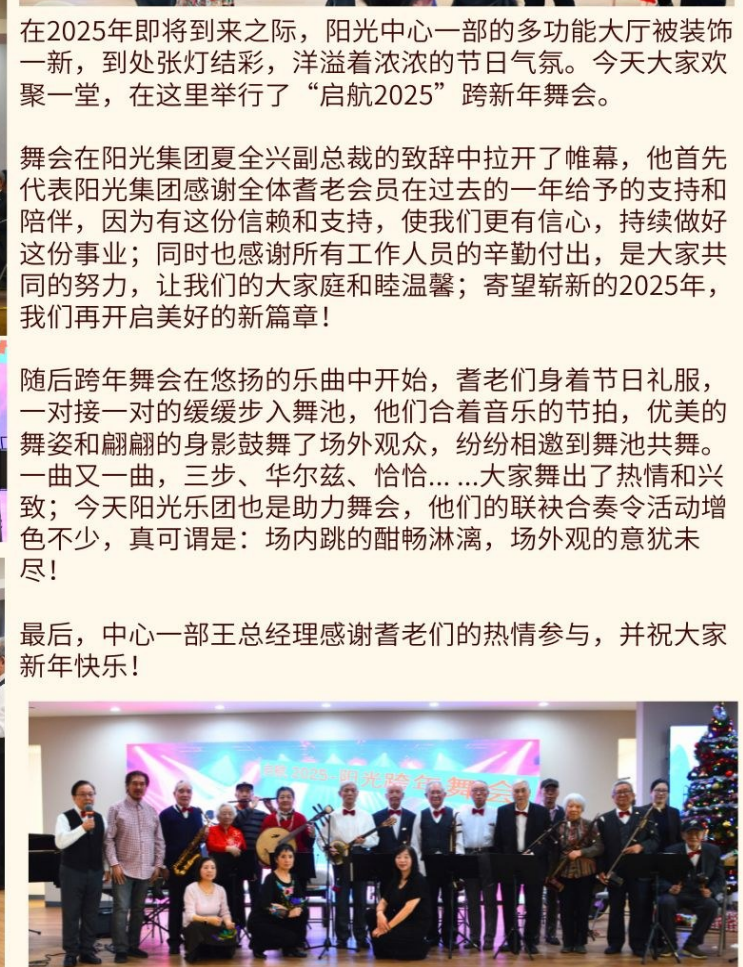 在2025年即将到来之际，阳光中心一部的多功能大厅被装饰
一新，到处张灯结彩，洋溢着浓浓的节日气氛。今天大家欢
聚一堂，在这里举行了“启航2025”跨新年舞会。
舞会在阳光集团夏全兴副总裁的致辞中拉开了帷幕，他首先
代表阳光集团感谢全体耆老会员在过去的一年给予的支持和
陪伴，因为有这份信赖和支持，使我们更有信心，持续做好
这份事业；同时也感谢所有工作人员的辛勤付出，是大家共
同的努力，让我们的大家庭和睦温馨；寄望崭新的2025年，
我们再开启美好的新篇章！
随后跨年舞会在悠扬的乐曲中开始，耆老们身着节日礼服，
一对接一对的缓缓步入舞池，他们合着音乐的节拍，优美的
舞姿和翩翩的身影鼓舞了场外观众，纷纷相邀到舞池共舞。
一曲又一曲，三步、华尔兹、恰恰... ...大家舞出了热情和兴
致；今天阳光乐团也是助力舞会，他们的联袂合奏令活动增
色不少，真可谓是：场内跳的酣畅淋漓，场外观的意犹未
尽！
最后，中心一部王总经理感谢耆老们的热情参与，并祝大家
新年快乐！
2025-阳光跨年舞会